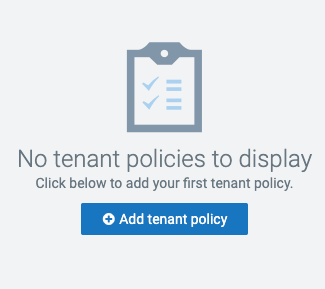 No tenant policies to display
Click below to add your first tenant policy.
Add tenant policy